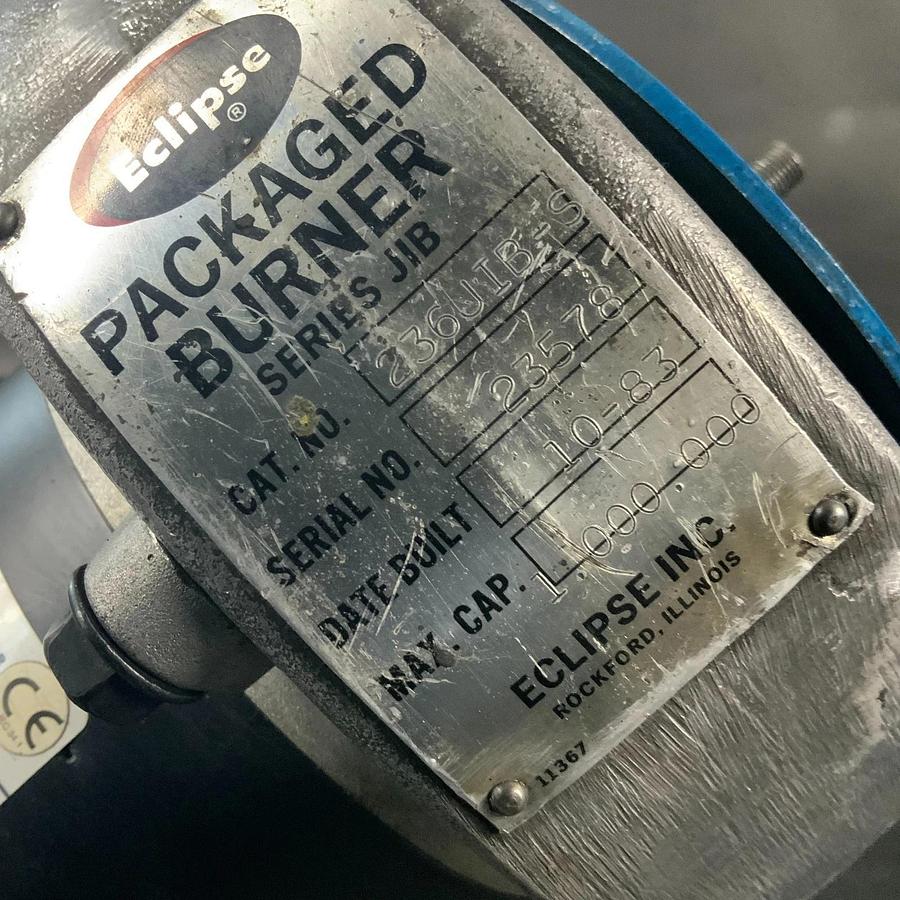 Eclipse®
PACKAGED
BURNER
SERIES JIB
CAT. NO. 236JIB-S
SERIAL NO. 23578
DATE BUILT 10-83
MAX. CAP. 1 000.000
ECLIPSE INC.
ROCKFORD, ILLINOIS
11367
CE